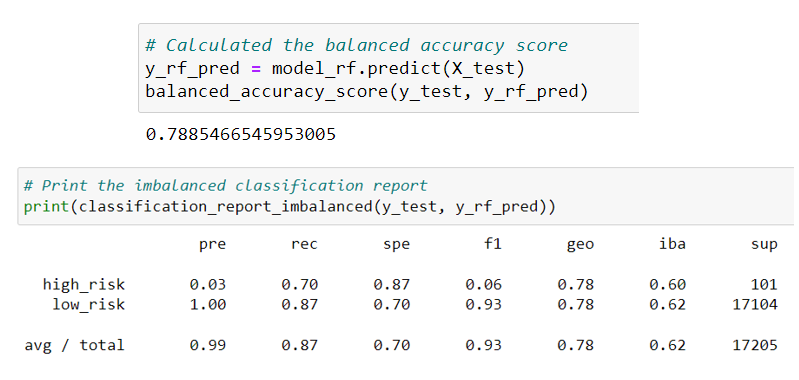 # Calculated the balanced accuracy score
y_rf_pred = model_rf.predict(X_test)
balanced_accuracy_score(y_test, y_rf_pred)
0.7885466545953005
# Print the imbalanced classification report
print(classification_report_imbalanced(y_test, y_rf_pred))
pre rec spe f1 geo iba sup
high_risk 0.03 0.70 0.87 0.06 0.78 0.60 101
low_risk 1.00 0.87 0.70 0.93 0.78 0.62 17104
avg / total 0.99 0.87 0.70 0.93 0.78 0.62 17205